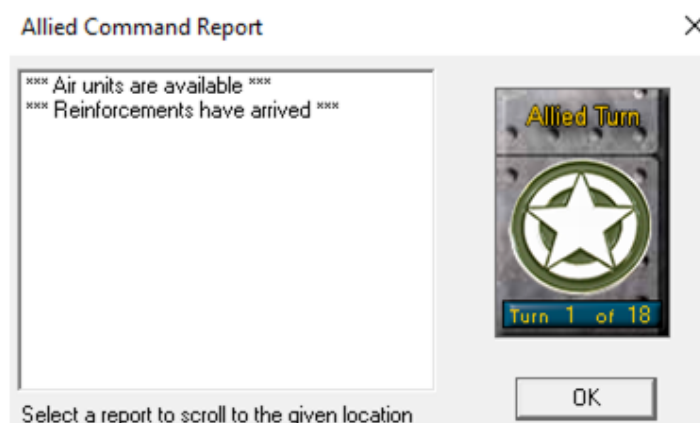 Allied Command Report
*** Air units are available ***
*** Reinforcements have arrived ***
Allied Turn
Turn 1 of 18
OK
Select a report to scroll to the given location